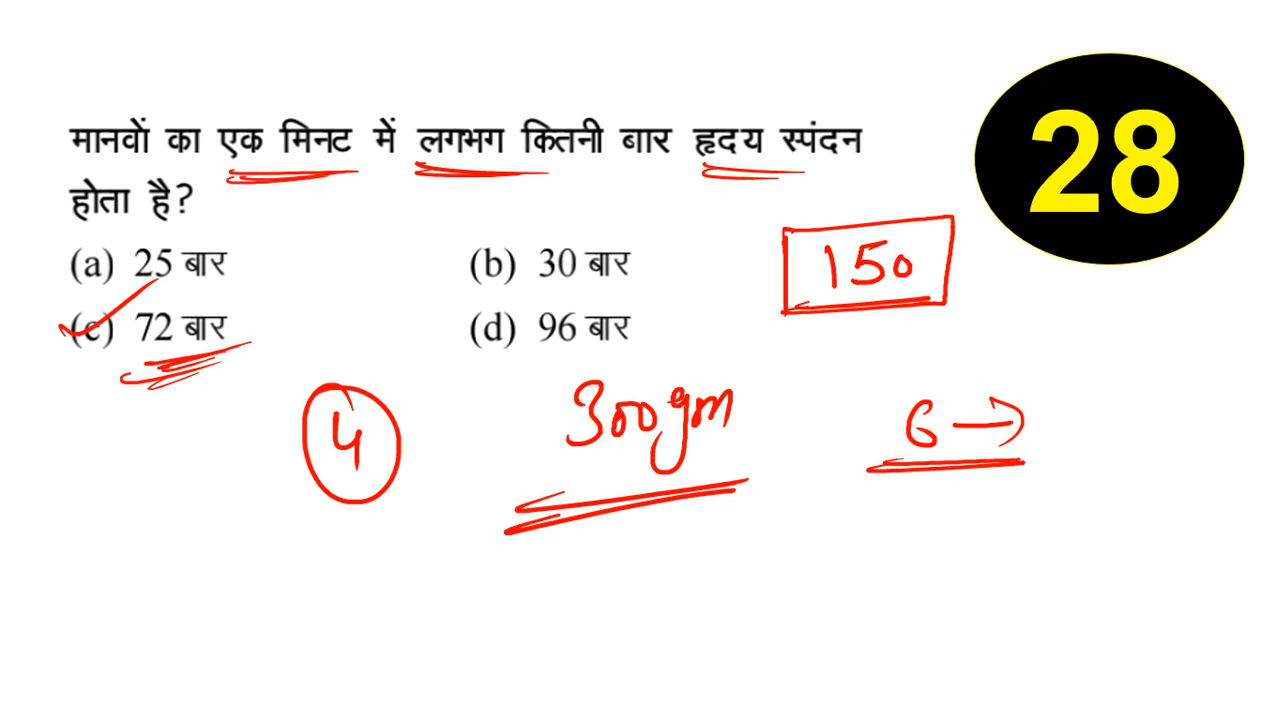 मानवों का एक मिनट में लगभग कितनी बार हृदय स्पंदन
होता है?
28
(a) 25 बार (b) 30 बार
150
(c) 72 बार (d) 96 बार
4
300gm
6 →